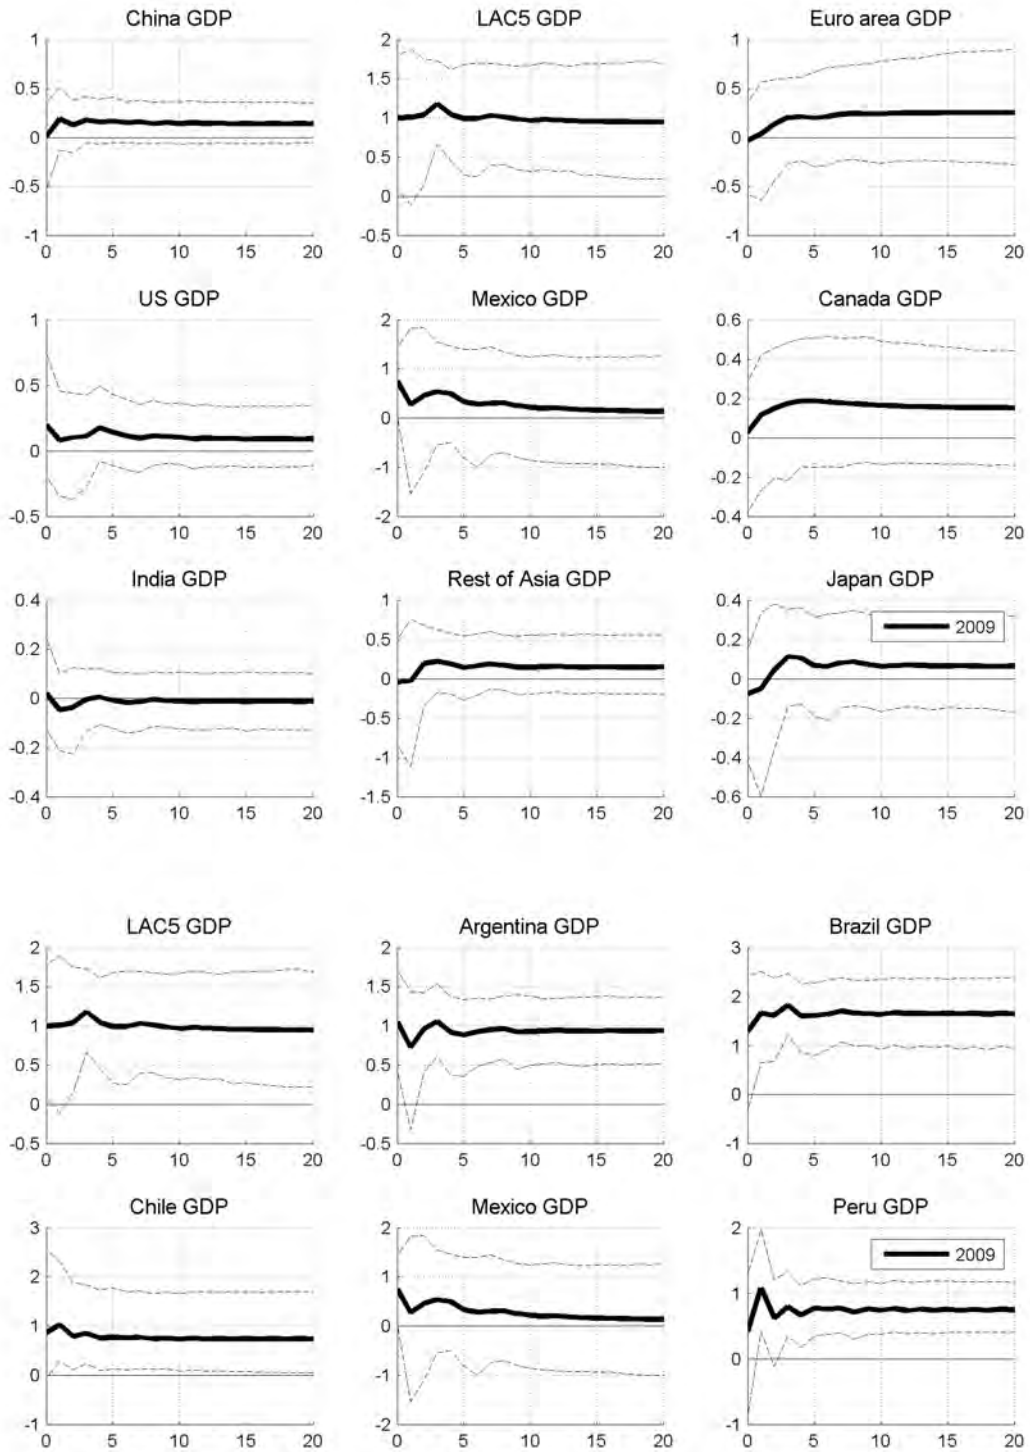 China GDP
1
0.5
0
-0.5
-1
0 5 10 15 20
LAC5 GDP
2
1.5
1
0.5
0
-0.5
0 5 10 15 20
Euro area GDP
1
0.5
0
-0.5
-1
0 5 10 15 20
US GDP
1
0.5
0
-0.5
0 5 10 15 20
Mexico GDP
2
1
0
-1
-2
0 5 10 15 20
Canada GDP
0.6
0.4
0.2
0
-0.2
-0.4
0 5 10 15 20
India GDP
0.4
0.2
0
-0.2
-0.4
0 5 10 15 20
Rest of Asia GDP
1
0.5
0
-0.5
-1
-1.5
0 5 10 15 20
Japan GDP
2009
0.4
0.2
0
-0.2
-0.4
-0.6
0 5 10 15 20
LAC5 GDP
2
1.5
1
0.5
0
-0.5
0 5 10 15 20
Argentina GDP
2
1.5
1
0.5
0
-0.5
0 5 10 15 20
Brazil GDP
3
2
1
0
-1
0 5 10 15 20
Chile GDP
3
2
1
0
-1
0 5 10 15 20
Mexico GDP
2
1
0
-1
-2
0 5 10 15 20
Peru GDP
2009
2
1
0
-1
0 5 10 15 20